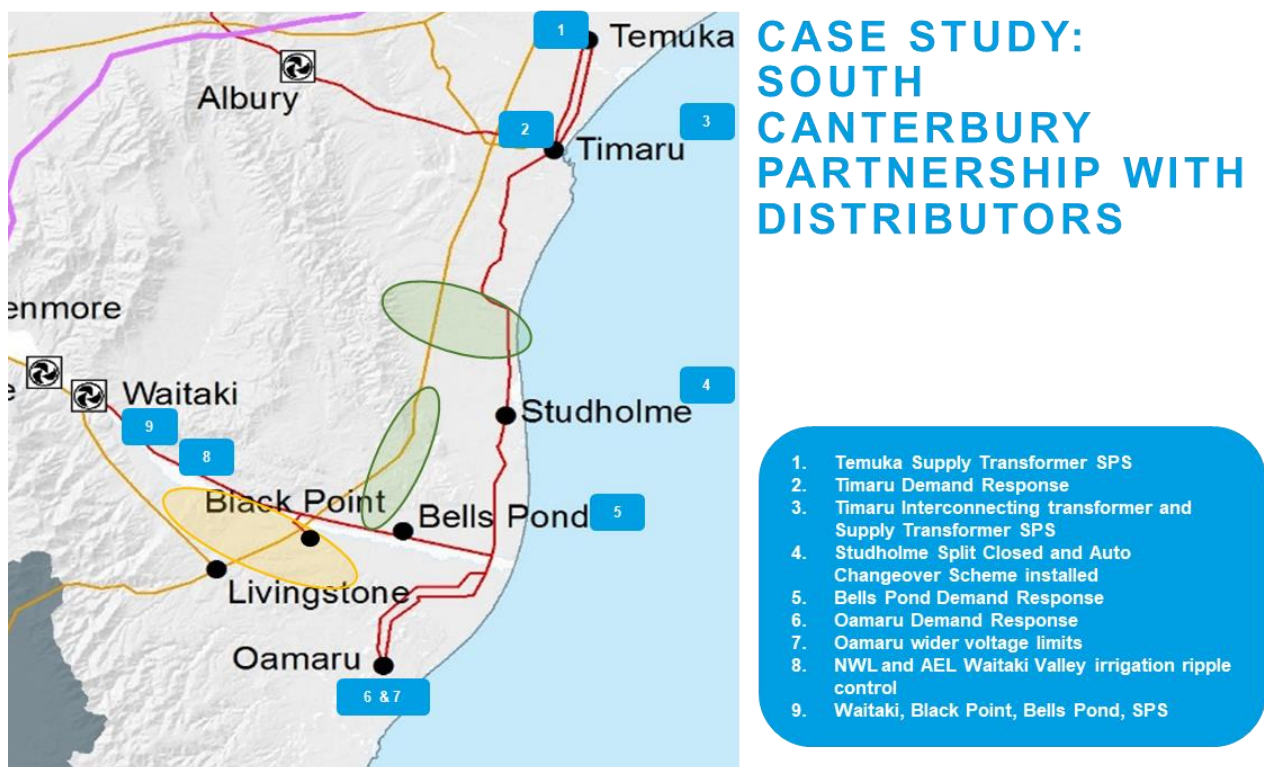 CASE STUDY:
SOUTH
CANTERBURY
PARTNERSHIP WITH
DISTRIBUTORS
1
Temuka
Albury
2
Timaru
3
enmore
e
Waitaki
9
8
Studholme
4
Black Point
Bells Pond
5
Livingstone
Oamaru
6 & 7
1. Temuka Supply Transformer SPS
2. Timaru Demand Response
3. Timaru Interconnecting transformer and
Supply Transformer SPS
4. Studholme Split Closed and Auto
Changeover Scheme installed
5. Bells Pond Demand Response
6. Oamaru Demand Response
7. Oamaru wider voltage limits
8. NWL and AEL Waitaki Valley irrigation ripple
control
9. Waitaki, Black Point, Bells Pond, SPS